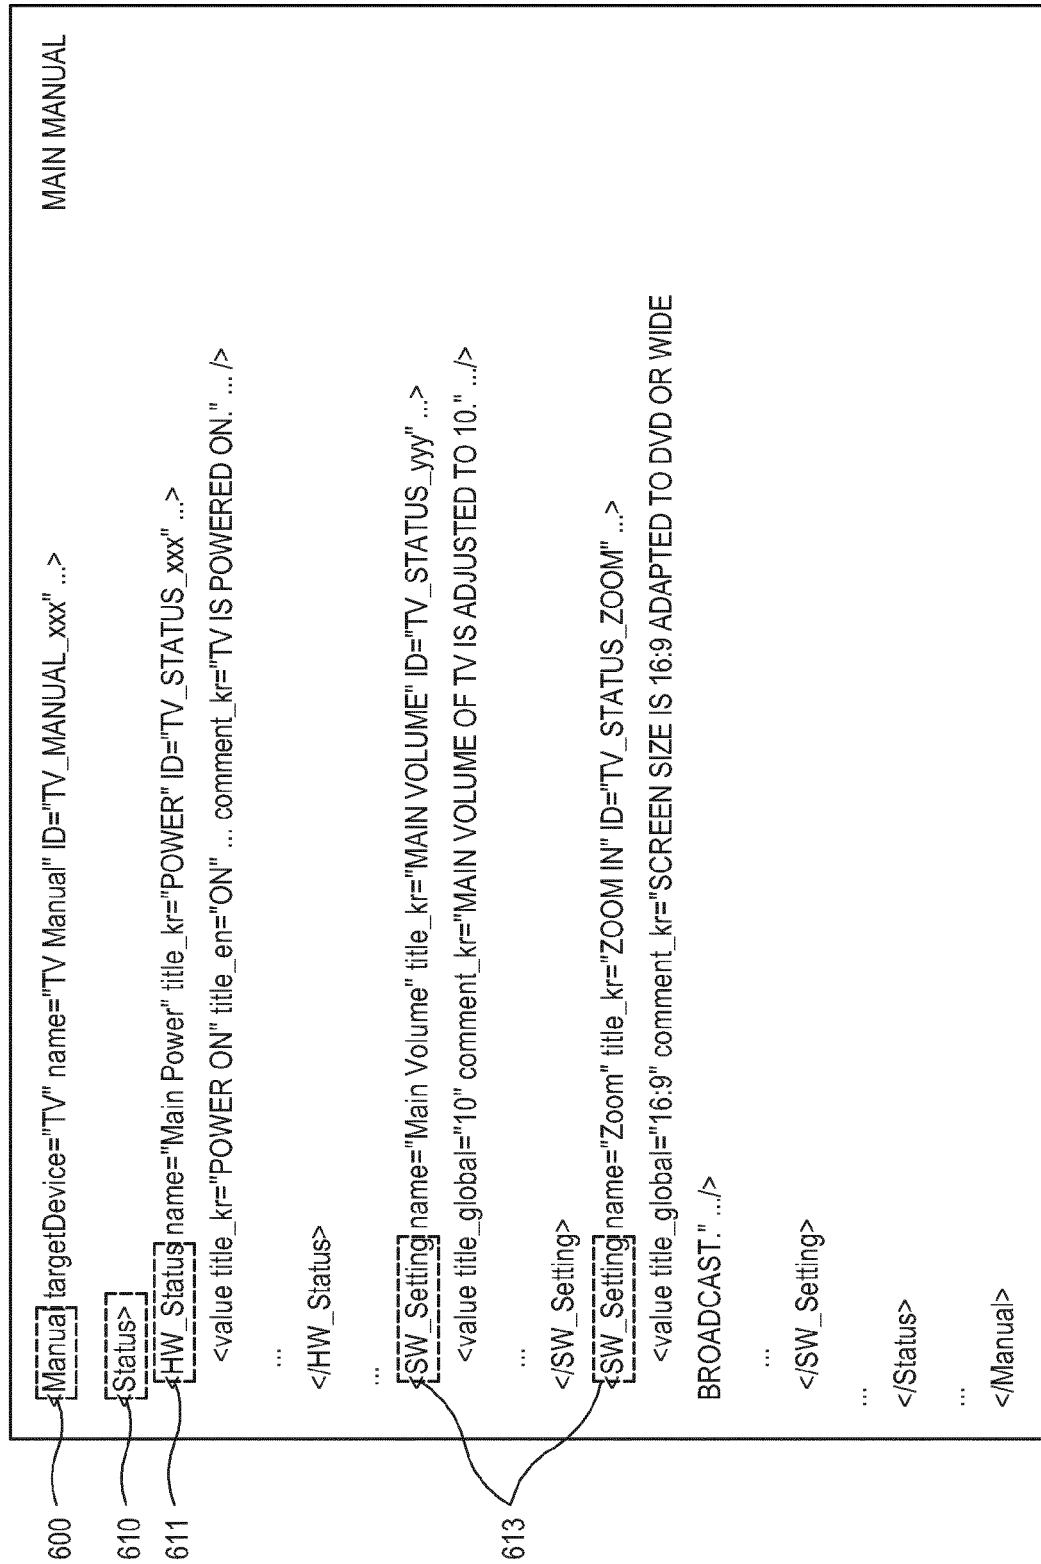 MAIN MANUAL
600 <Manual targetDevice="TV" name="TV Manual" ID="TV_MANUAL_xxx" ...>
610 <Status>
611 <HW_Status name="Main Power" title_kr="POWER" ID="TV_STATUS_xxx" ...>
<value title_kr="POWER ON" title_en="ON" ... comment_kr="TV IS POWERED ON." ... />
...
</HW_Status>
...
613 <SW_Setting name="Main Volume" title_kr="MAIN VOLUME" ID="TV_STATUS_yyy" ...>
<value title_global="10" comment_kr="MAIN VOLUME OF TV IS ADJUSTED TO 10." .../>
...
</SW_Setting>
<SW_Setting name="Zoom" title_kr="ZOOM IN" ID="TV_STATUS_ZOOM" ...>
<value title_global="16:9" comment_kr="SCREEN SIZE IS 16:9 ADAPTED TO DVD OR WIDE
BROADCAST." .../>
...
</SW_Setting>
...
</Status>
...
</Manual>